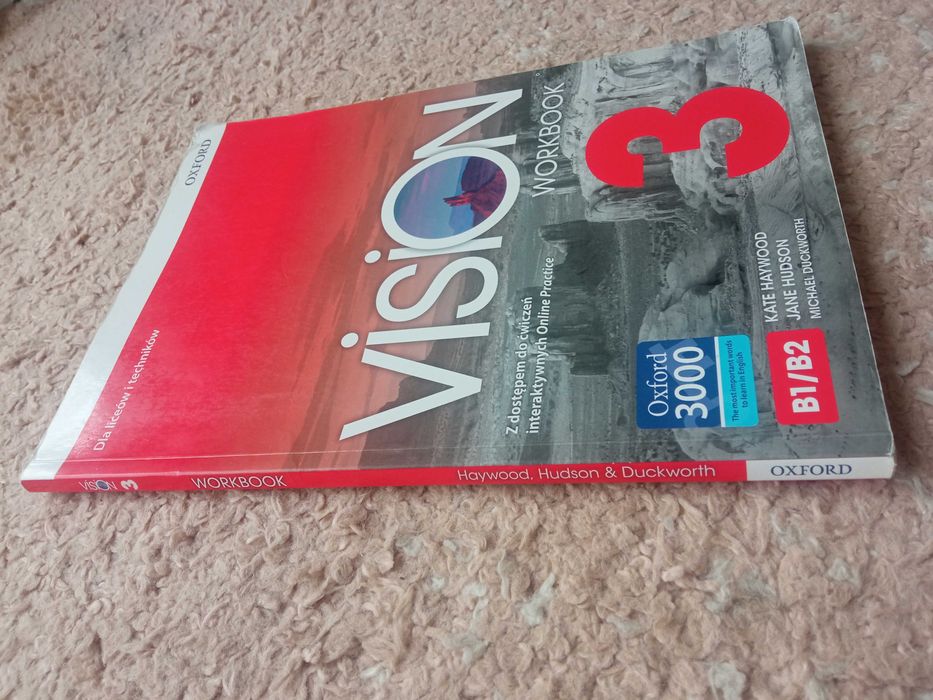 OXFORD
Dla liceów i techników
VISION
WORKBOOK
3
Z dostępem do ćwiczeń
interaktywnych Online Practice
Oxford
3000
The most important words
to learn in English
B1/B2
KATE HAYWOOD
JANE HUDSON
MICHAEL DUCKWORTH
VISION 3
WORKBOOK
Haywood, Hudson & Duckworth
OXFORD